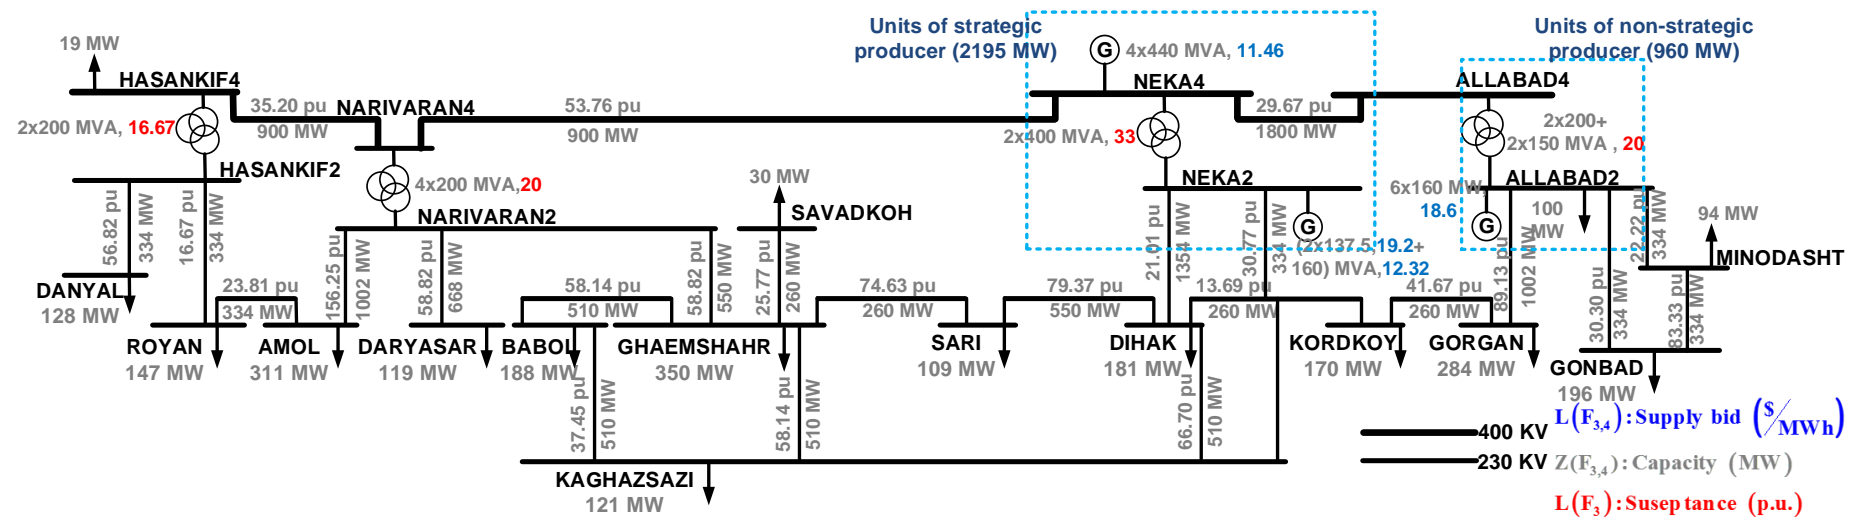 Units of strategic
producer (2195 MW)
Units of non-strategic
producer (960 MW)
19 MW
HASANKIF4
35.20 pu
900 MW
NARIVARAN4
53.76 pu
900 MW
G
4x440 MVA, 11.46
NEKA4
29.67 pu
1800 MW
ALLABAD4
2x200 MVA, 16.67
HASANKIF2
4x200 MVA,20
NARIVARAN2
30 MW
SAVADKOH
2x400 MVA, 33
NEKA2
2x200+
2x150 MVA , 20
6x160 MW,
18.6
G
ALLABAD2
100
MW
94 MW
MINODASHT
G
(2x137.5,19.2+
160) MVA,12.32
56.82 pu
334 MW
16.67 pu
334 MW
156.25 pu
1002 MW
58.82 pu
668 MW
58.82 pu
550 MW
25.77 pu
260 MW
21.01 pu
1354 MW
30.77 pu
334 MW
89.13 pu
1002 MW
22.22 pu
334 MW
30.30 pu
334 MW
83.33 pu
334 MW
DANYAL
128 MW
23.81 pu
334 MW
58.14 pu
510 MW
74.63 pu
260 MW
79.37 pu
550 MW
13.69 pu
260 MW
41.67 pu
260 MW
ROYAN
147 MW
AMOL
311 MW
DARYASAR
119 MW
BABOL
188 MW
GHAEMSHAHR
350 MW
SARI
109 MW
DIHAK
181 MW
KORDKOY
170 MW
GORGAN
284 MW
GONBAD
196 MW
37.45 pu
510 MW
58.14 pu
510 MW
66.70 pu
510 MW
KAGHAZSAZI
121 MW
400 KV
230 KV
L(F3,4): Supply bid ($/MWh)
Z(F3,4): Capacity (MW)
L(F3): Suseptance (p.u.)